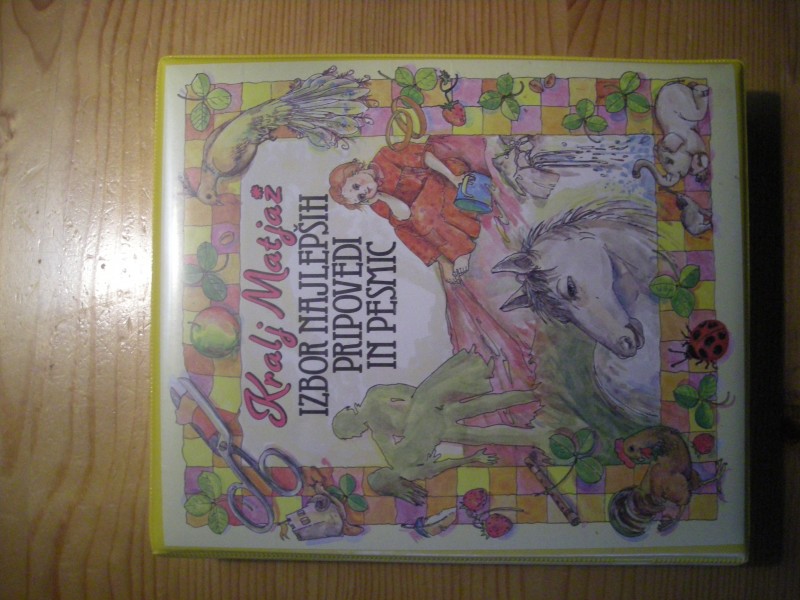 Kralj Matjaž
IZBOR NAJLEPŠIH
PRIPOVEDI
IN PESMIC